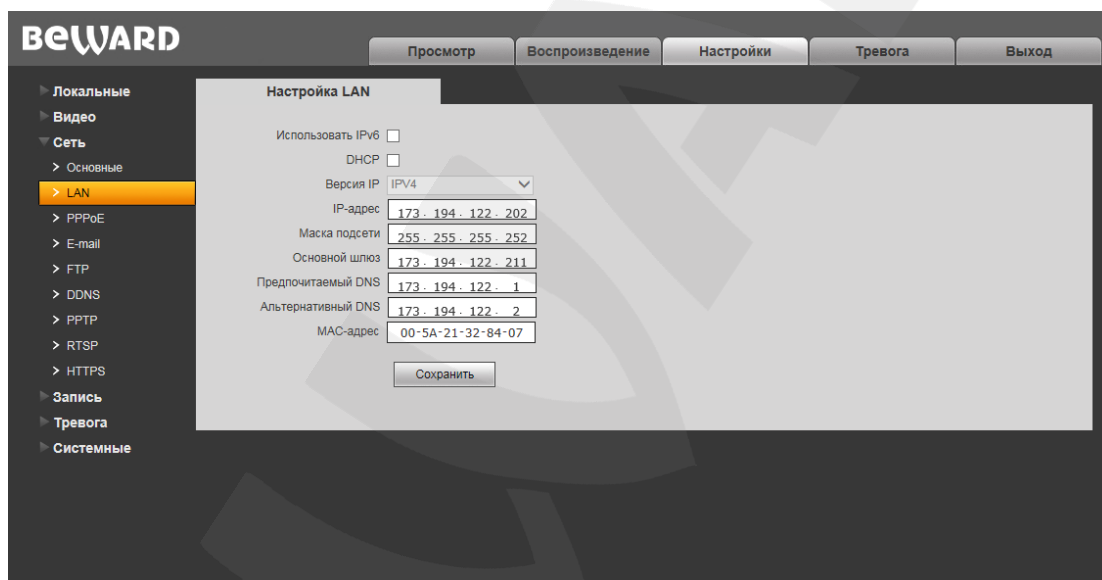 BEWARD
Просмотр Воспроизведение Настройки Тревога Выход
Локальные
Видео
Сеть
> Основные
> LAN
> PPPoE
> E-mail
> FTP
> DDNS
> PPTP
> RTSP
> HTTPS
Запись
Тревога
Системные
Настройка LAN
Использовать IPv6
DHCP
Версия IP IPV4
IP-адрес 173. 194. 122. 202
Маска подсети 255. 255. 255. 252
Основной шлюз 173. 194. 122. 211
Предпочитаемый DNS 173. 194. 122. 1
Альтернативный DNS 173. 194. 122. 2
MAC-адрес 00-5A-21-32-84-07
Сохранить